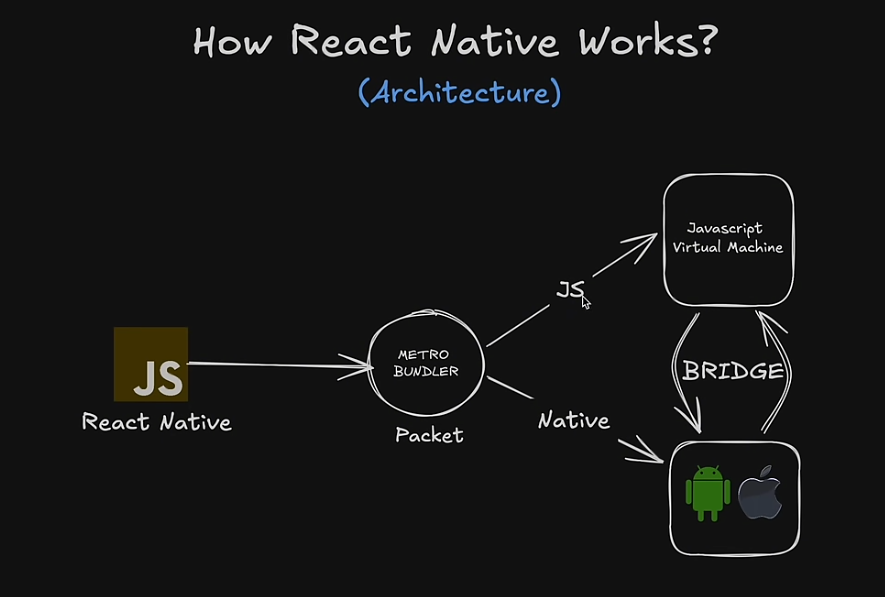 How React Native Works?
(Architecture)
Javascript
Virtual Machine
JS
METRO
BUNDLER
BRIDGE
JS
React Native
Packet
Native